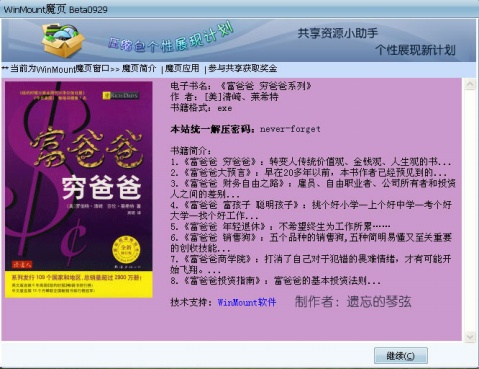 WinMount魔页 Beta0929
压缩包个性展现计划
共享资源小助手
个性展现新计划
** 当前为WinMount魔页窗口>> 魔页简介 | 魔页应用 | 参与共享获取奖金
富爸爸
穷爸爸
系列发行109个国家和地区,总销量超过2800万册!
电子书名:《富爸爸 穷爸爸系列》
作 者:[美]清崎、莱希特
书籍格式:exe
本站统一解压密码:never-forget
书籍简介:
1.《富爸爸 穷爸爸》:转变人传统价值观、金钱观、人生观的书...
2.《富爸爸大预言》:早在20多年以前,本书作者已经预见到的...
3.《富爸爸 财务自由之路》:雇员、自由职业者、公司所有者和投资
人之间的差别...
4.《富爸爸 富孩子 聪明孩子》:挑个好小学—上个好中学—考个好
大学—找个好工作...
5.《富爸爸 年轻退休》:不希望终生为工作所累……
6.《富爸爸 销售狗》:五个品种的销售狗,五种简明易懂又至关重要
的创收技能...
7.《富爸爸商学院》:打消了自己对于犯错的畏难情绪,才有可能开
始飞翔。...
8.《富爸爸投资指南》:富爸爸的基本投资法则...
技术支持:WinMount软件 制作者:遗忘的琴弦
继续(C)